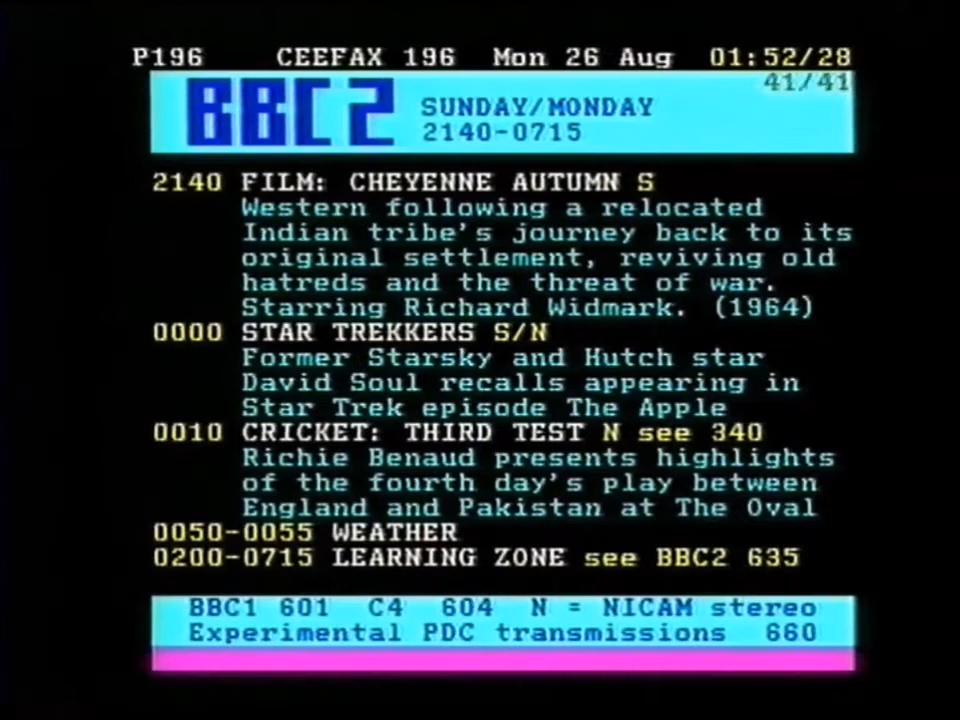 P196 CEEFAX 196 Mon 26 Aug 01:52/28
41/41
BBC2 SUNDAY/MONDAY
2140-0715
2140 FILM: CHEYENNE AUTUMN S
Western following a relocated
Indian tribe's journey back to its
original settlement, reviving old
hatreds and the threat of war.
Starring Richard Widmark. (1964)
0000 STAR TREKKERS S/N
Former Starsky and Hutch star
David Soul recalls appearing in
Star Trek episode The Apple
0010 CRICKET: THIRD TEST N see 340
Richie Benaud presents highlights
of the fourth day's play between
England and Pakistan at The Oval
0050-0055 WEATHER
0200-0715 LEARNING ZONE see BBC2 635
BBC1 601 C4 604 N = NICAM stereo
Experimental PDC transmissions 660